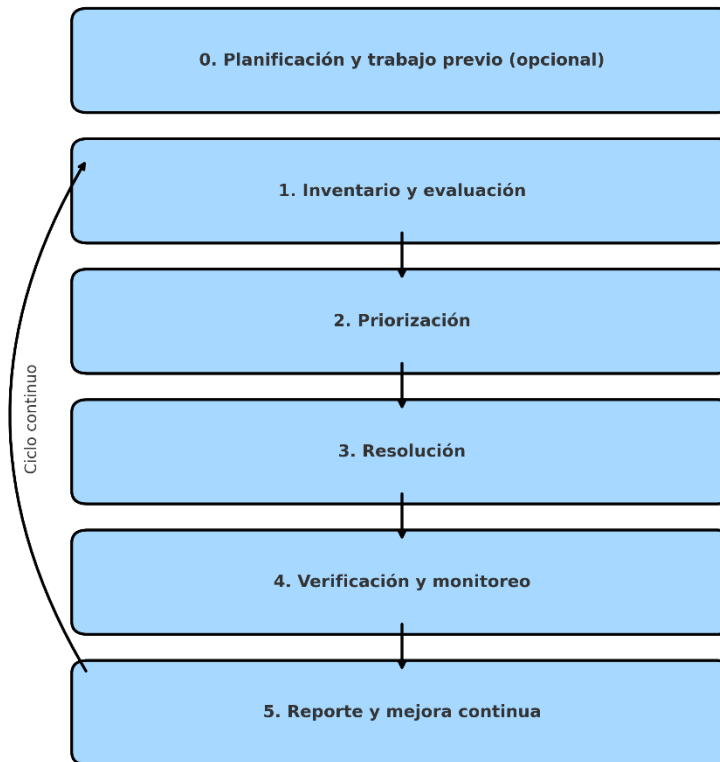 0. Planificación y trabajo previo (opcional)
1. Inventario y evaluación
2. Priorización
3. Resolución
Ciclo continuo
4. Verificación y monitoreo
5. Reporte y mejora continua